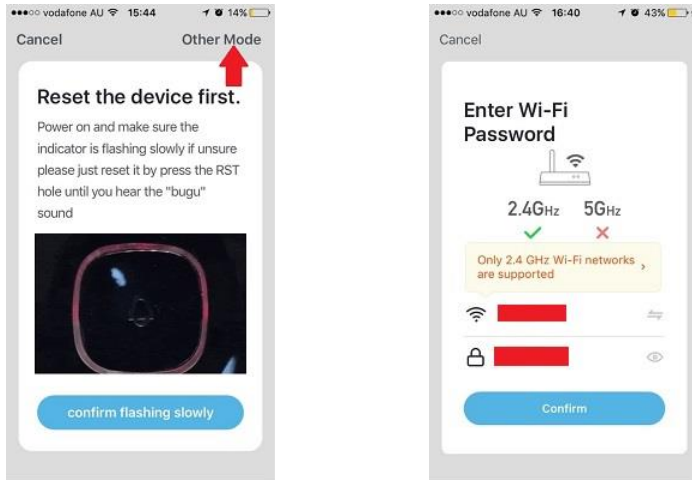 vodafone AU 15:44 14%
Cancel Other Mode
Reset the device first.
Power on and make sure the
indicator is flashing slowly if unsure
please just reset it by press the RST
hole until you hear the "bugu"
sound
confirm flashing slowly
vodafone AU 16:40 43%
Cancel
Enter Wi-Fi
Password
2.4GHz 5GHz
Only 2.4 GHz Wi-Fi networks
are supported
Confirm